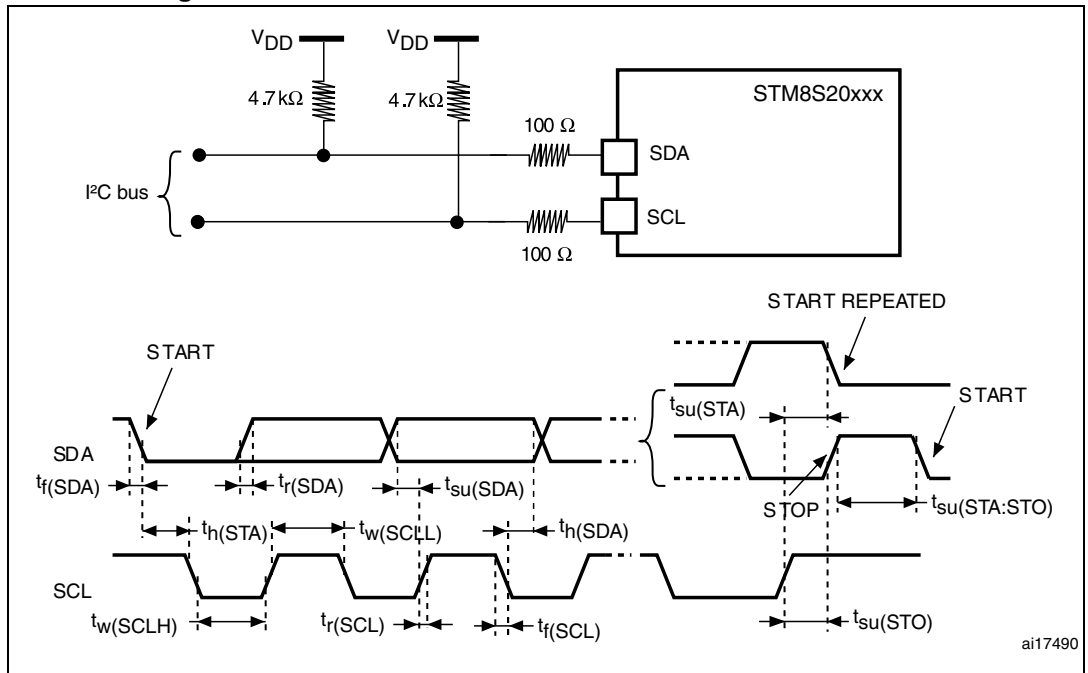 VDD
VDD
4.7kΩ
4.7kΩ
STM8S20xxx
100 Ω
SDA
I²C bus
SCL
100 Ω
START REPEATED
START
tsu(STA)
START
SDA
tf(SDA)
tr(SDA)
tsu(SDA)
STOP
tsu(STA:STO)
th(STA)
tw(SCLL)
th(SDA)
SCL
tw(SCLH)
tr(SCL)
tf(SCL)
tsu(STO)
ai17490